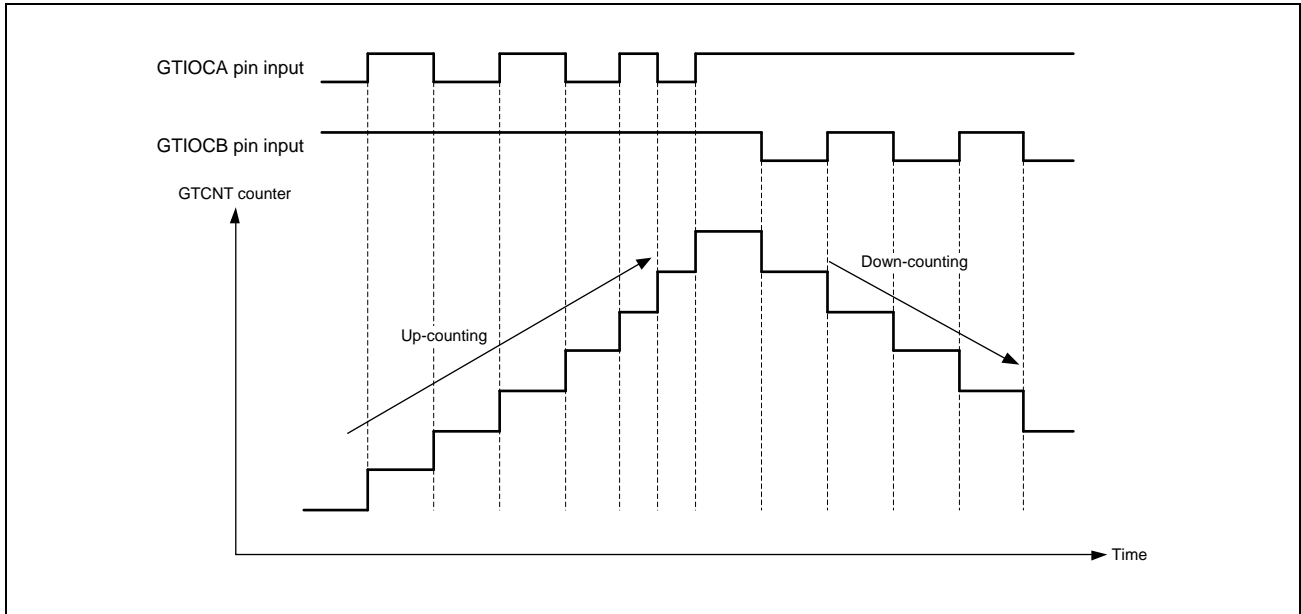 GTIOCA pin input
GTIOCB pin input
GTCNT counter
Down-counting
Up-counting
Time